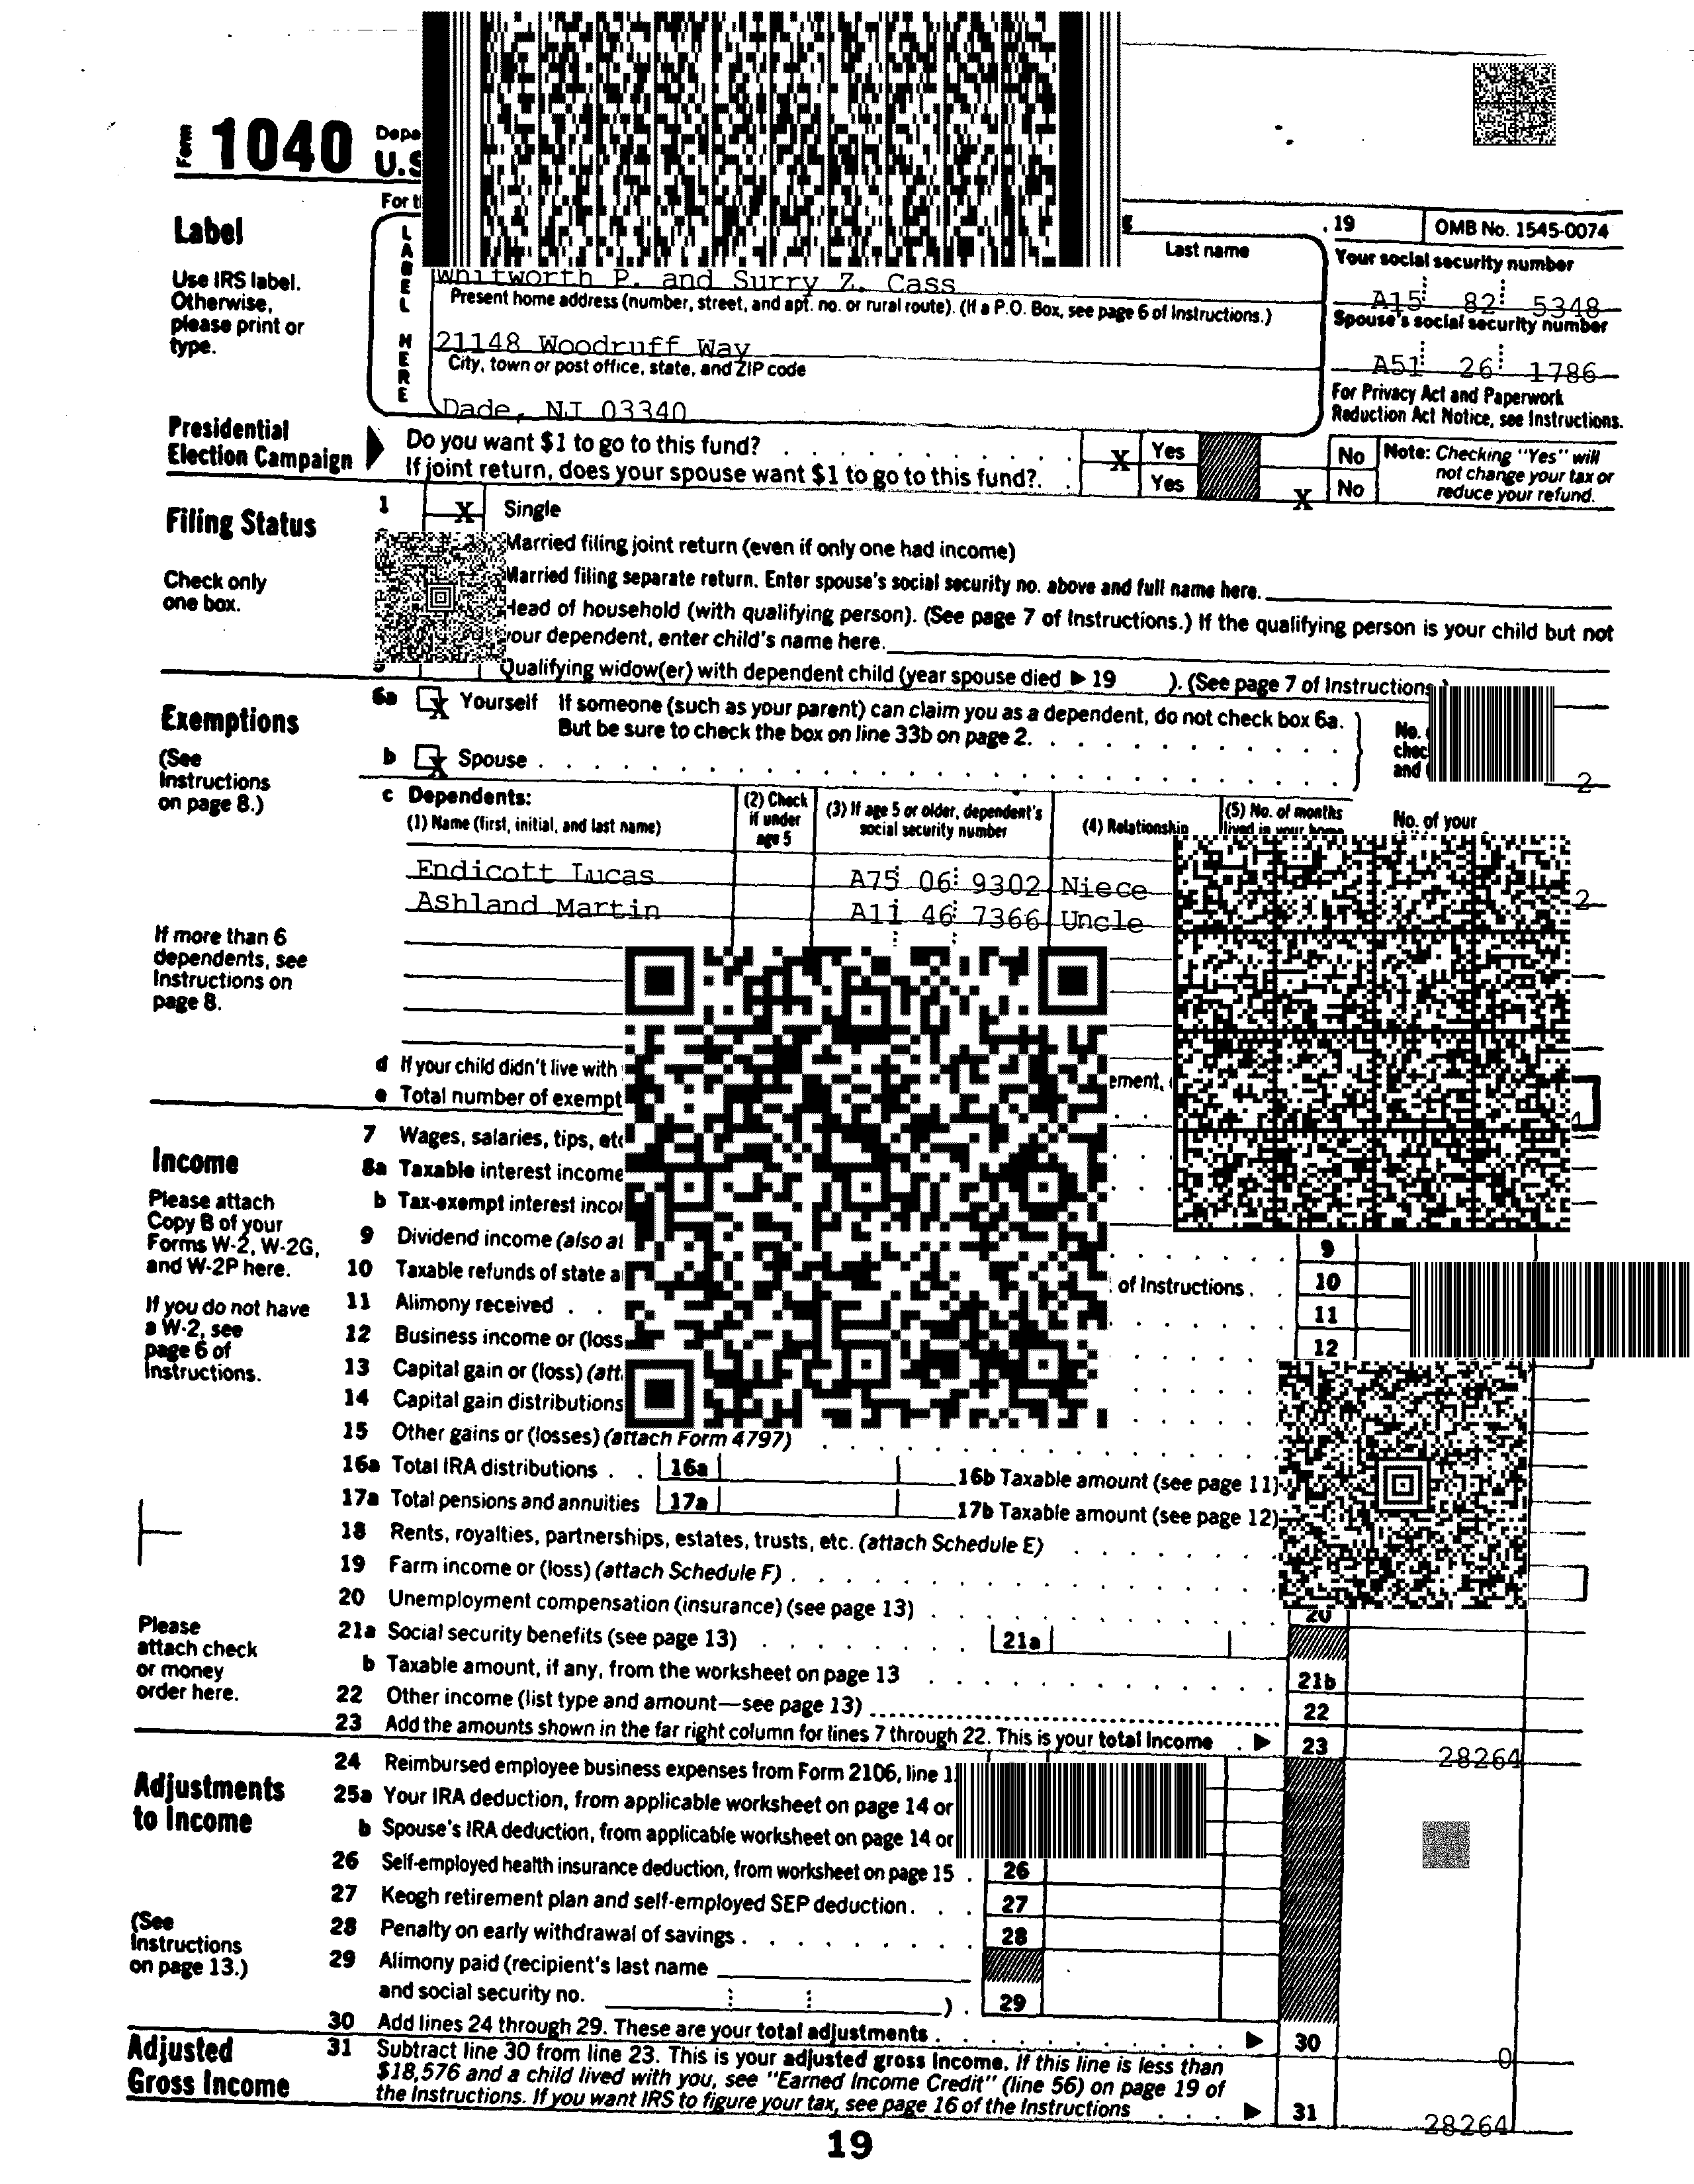 Form 1040
For
Label
Use IRS label.
Otherwise,
please print or
type.
LABEL HERE
Last name
, 19
OMB No. 1545-0074
Your social security number
Whitworth P. and Surry Z. Cass
A15 82 5348
Present home address (number, street, and apt. no. or rural route). (If a P.O. Box, see page 6 of Instructions.)
Spouse's social security number
21148 Woodruff Way
A51 26 1786
City, town or post office, state, and ZIP code
For Privacy Act and Paperwork
Reduction Act Notice, see Instructions.
Dade, NJ 03340
Presidential
Election Campaign
Do you want $1 to go to this fund?
X Yes No
If joint return, does your spouse want $1 to go to this fund?
Yes X No
Note: Checking "Yes" will
not change your tax or
reduce your refund.
Filing Status
Check only
one box.
1 X Single
Married filing joint return (even if only one had income)
Married filing separate return. Enter spouse's social security no. above and full name here.
Head of household (with qualifying person). (See page 7 of Instructions.) If the qualifying person is your child but not
your dependent, enter child's name here.
Qualifying widow(er) with dependent child (year spouse died ▶ 19 ). (See page 7 of Instructions.)
Exemptions
(See
Instructions
on page 8.)
6a X Yourself If someone (such as your parent) can claim you as a dependent, do not check box 6a.
But be sure to check the box on line 33b on page 2.
b X Spouse
No.
and
2
c Dependents:
(1) Name (first, initial, and last name)
(2) Check
if under
age 5
(3) If age 5 or older, dependent's
social security number
(4) Relationship
(5) No. of months
lived in your home
No. of your
Endicott Lucas A75 06 9302 Niece
Ashland Martin A11 46 7366 Uncle
2
If more than 6
dependents, see
Instructions on
page 8.
d If your child didn't live with
e Total number of
Income
Please attach
Copy B of your
Forms W-2, W-2G,
and W-2P here.
If you do not have
a W-2, see
page 6 of
Instructions.
7 Wages, salaries, tips,
8a Taxable interest income
b Tax-exempt interest
9 Dividend income (also
9
10 Taxable refunds of state
of Instructions.
10
11 Alimony received
11
12 Business income or (loss
12
13 Capital gain or (loss)
14 Capital gain distributions
15 Other gains or (losses) (attach Form 4797)
16a Total IRA distributions 16a 16b Taxable amount (see page 11)
17a Total pensions and annuities 17a 17b Taxable amount (see page 12)
18 Rents, royalties, partnerships, estates, trusts, etc. (attach Schedule E)
19 Farm income or (loss) (attach Schedule F)
20 Unemployment compensation (insurance) (see page 13) 20
21a Social security benefits (see page 13) 21a
b Taxable amount, if any, from the worksheet on page 13 21b
22 Other income (list type and amount—see page 13) 22
23 Add the amounts shown in the far right column for lines 7 through 22. This is your total income ▶ 23 28264
Please
attach check
or money
order here.
Adjustments
to Income
(See
Instructions
on page 13.)
24 Reimbursed employee business expenses from Form 2106, line
25a Your IRA deduction, from applicable worksheet on page 14 or
b Spouse's IRA deduction, from applicable worksheet on page 14 or
26 Self-employed health insurance deduction, from worksheet on page 15 26
27 Keogh retirement plan and self-employed SEP deduction 27
28 Penalty on early withdrawal of savings 28
29 Alimony paid (recipient's last name
and social security no. ) 29
30 Add lines 24 through 29. These are your total adjustments ▶ 30 0
Adjusted
Gross Income
31 Subtract line 30 from line 23. This is your adjusted gross income. If this line is less than
$18,576 and a child lived with you, see "Earned Income Credit" (line 56) on page 19 of
the Instructions. If you want IRS to figure your tax, see page 16 of the Instructions ▶ 31 28264
19